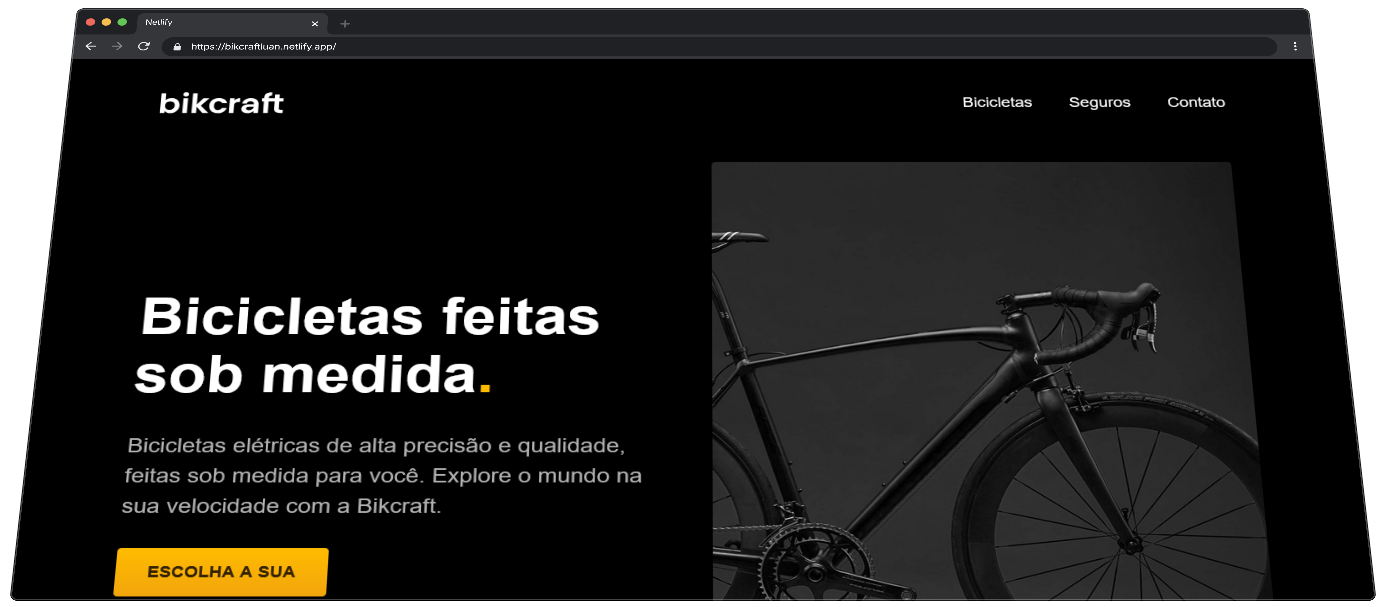 Netlify
https://bikcraftluan.netlify.app/
bikcraft
Bicicletas Seguros Contato
Bicicletas feitas
sob medida.
Bicicletas elétricas de alta precisão e qualidade,
feitas sob medida para você. Explore o mundo na
sua velocidade com a Bikcraft.
ESCOLHA A SUA